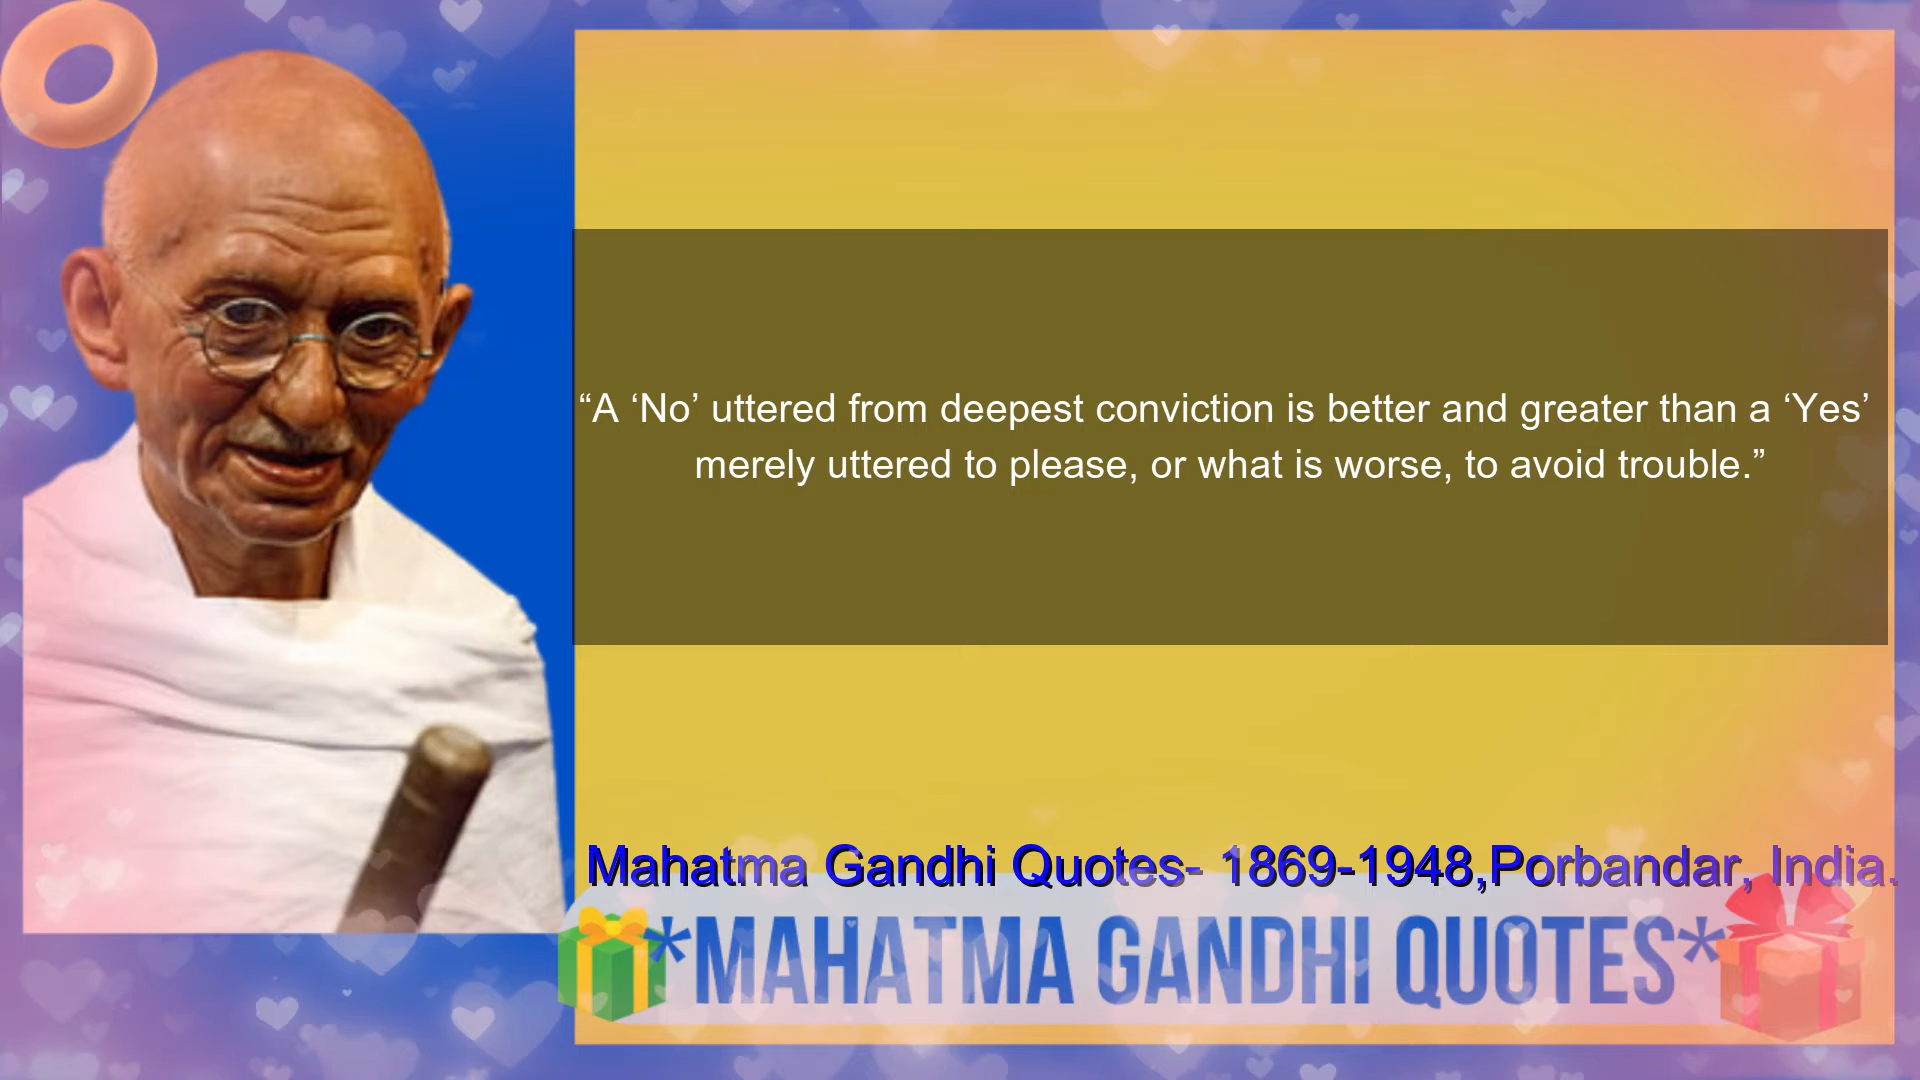 “A ‘No’ uttered from deepest conviction is better and greater than a ‘Yes’
merely uttered to please, or what is worse, to avoid trouble.”
Mahatma Gandhi Quotes- 1869-1948,Porbandar, India.
*MAHATMA GANDHI QUOTES*